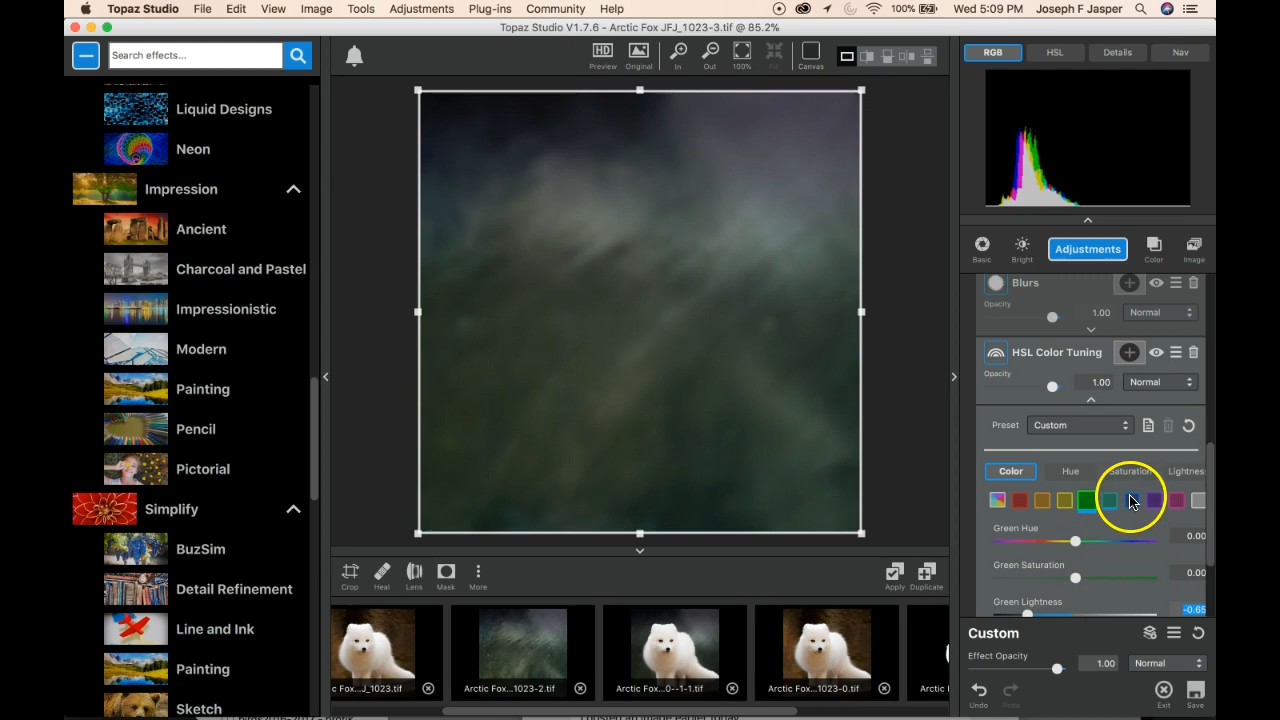 Topaz Studio File Edit View Image Tools Adjustments Plug-ins Community Help 100% Wed 5:09 PM Joseph F Jasper
Topaz Studio V1.7.6 - Arctic Fox JFJ_1023-3.tif @ 85.2%
Search effects...
Liquid Designs
Neon
Impression
Ancient
Charcoal and Pastel
Impressionistic
Modern
Painting
Pencil
Pictorial
Simplify
BuzSim
Detail Refinement
Line and Ink
Painting
Sketch
HD
Preview Original In Out 100% Fit Canvas
Crop Heal Lens Mask More Apply Duplicate
c Fox...J_1023.tif Arctic Fox...1023-2.tif Arctic Fox...0--1-1.tif Arctic Fox...1023-0.tif Arctic
RGB HSL Details Nav
Basic Bright Adjustments Color Image
Blurs
Opacity
1.00 Normal
HSL Color Tuning
Opacity
1.00 Normal
Preset Custom
Color Hue Saturation Lightnes
Green Hue
0.00
Green Saturation
0.00
Green Lightness
-0.65
Custom
Effect Opacity
1.00 Normal
Undo Redo Exit Save